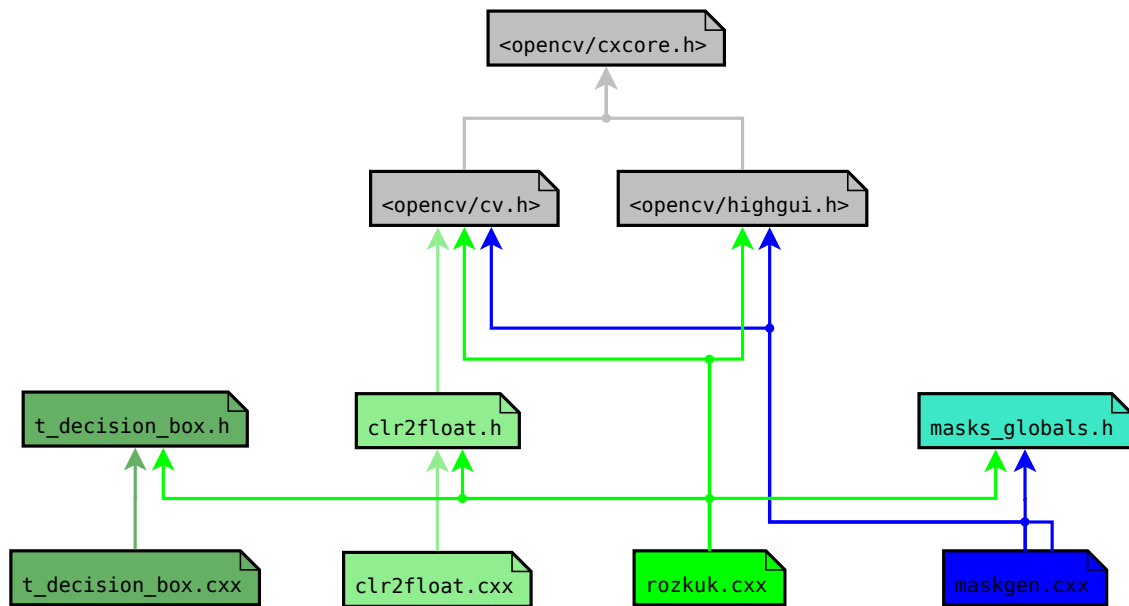 <opencv/cxcore.h>
<opencv/cv.h>
<opencv/highgui.h>
t_decision_box.h
clr2float.h
masks_globals.h
t_decision_box.cxx
clr2float.cxx
rozkuk.cxx
maskgen.cxx